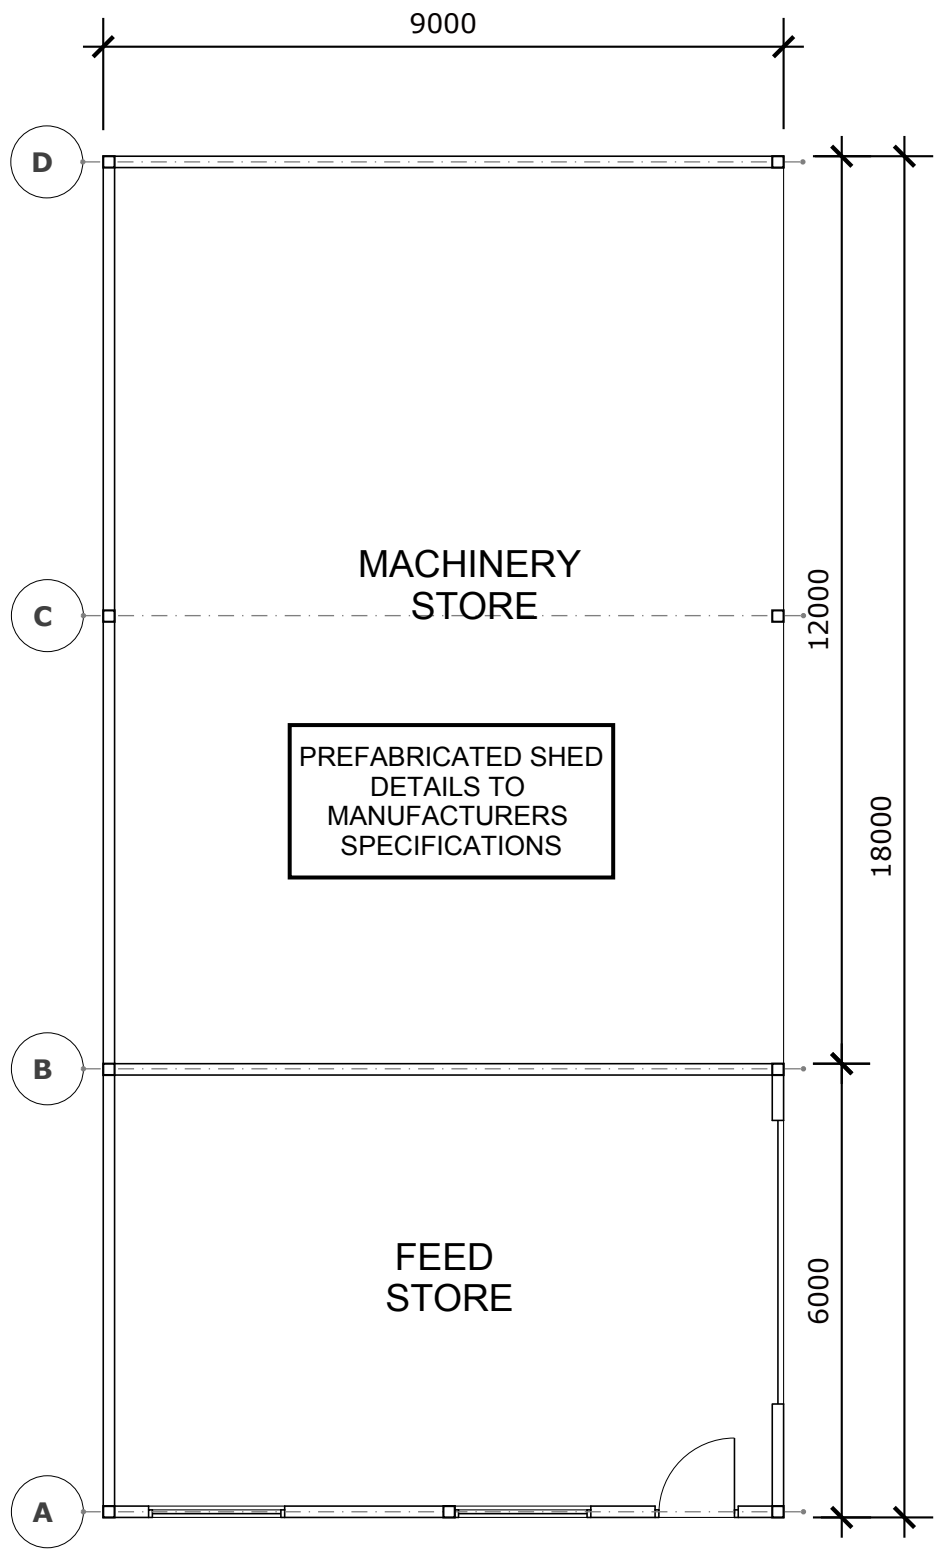 9000
D
MACHINERY
STORE
C
12000
PREFABRICATED SHED
DETAILS TO
MANUFACTURERS
SPECIFICATIONS
18000
B
FEED
STORE
6000
A